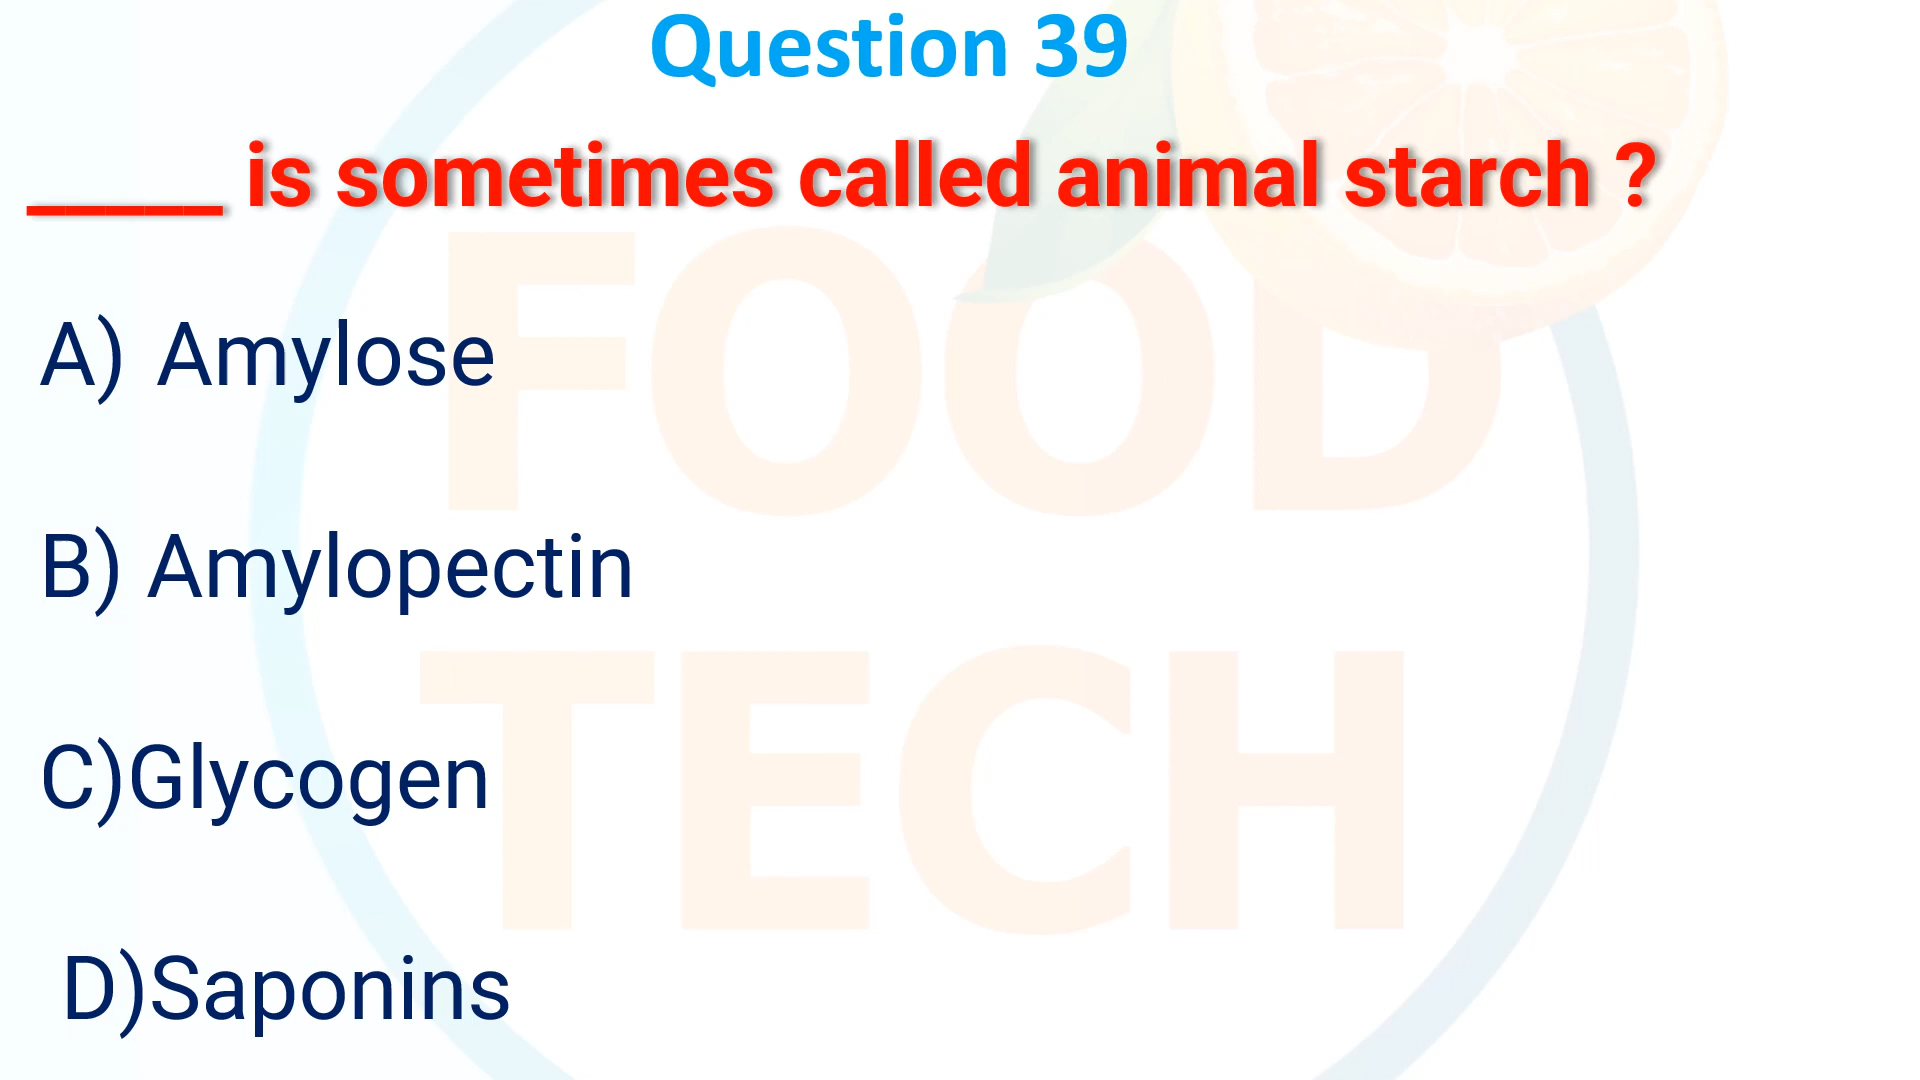 Question 39
_____ is sometimes called animal starch ?
A) Amylose
B) Amylopectin
C)Glycogen
D)Saponins
FOOD
TECH